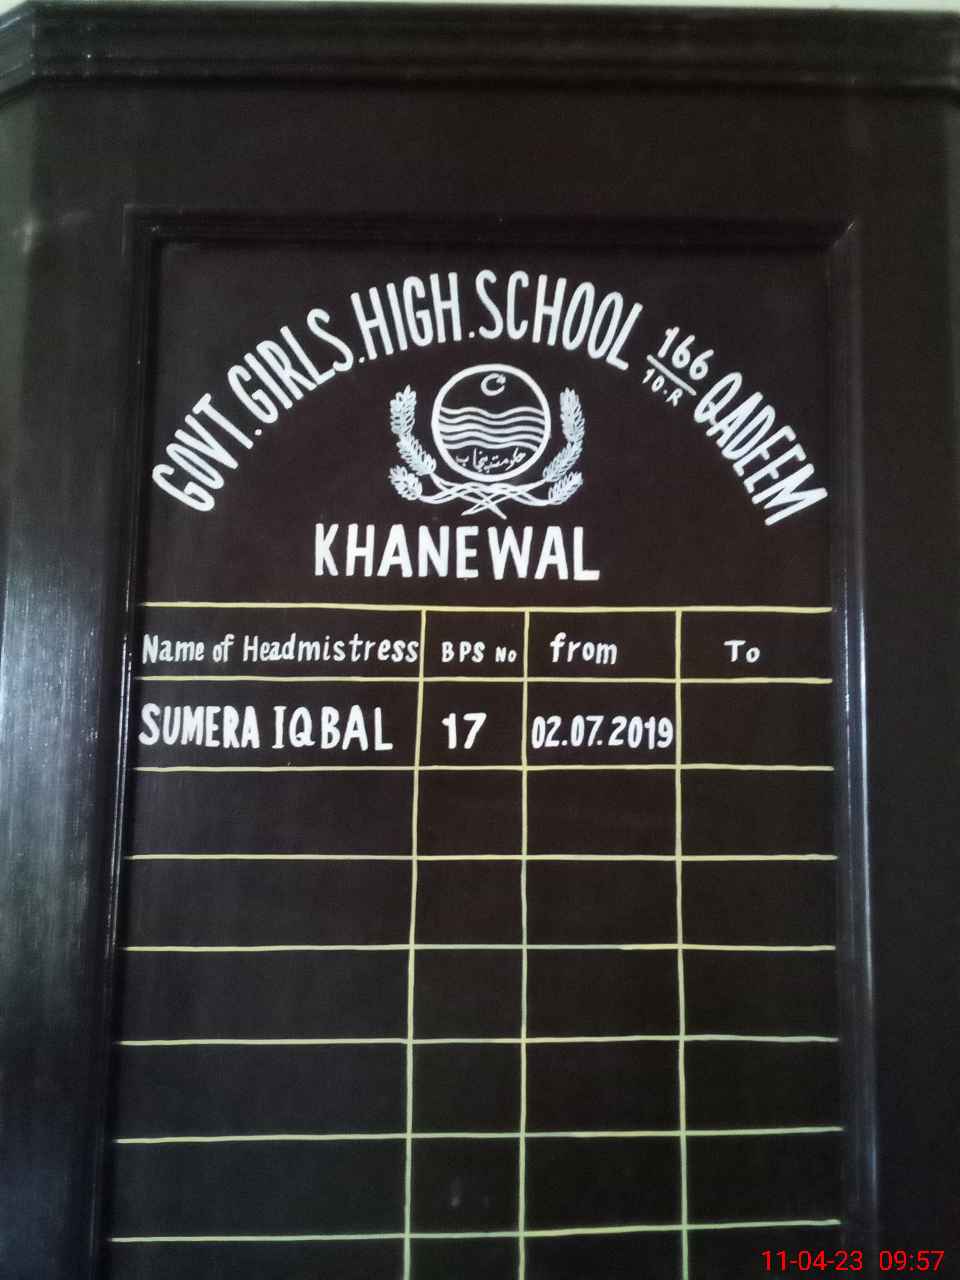 GOVT.GIRLS.HIGH.SCHOOL 166/10.R QADEEM
حکومت پنجاب
KHANEWAL
Name of Headmistress BPS No from To
SUMERA IQBAL 17 02.07.2019
11-04-23 09:57